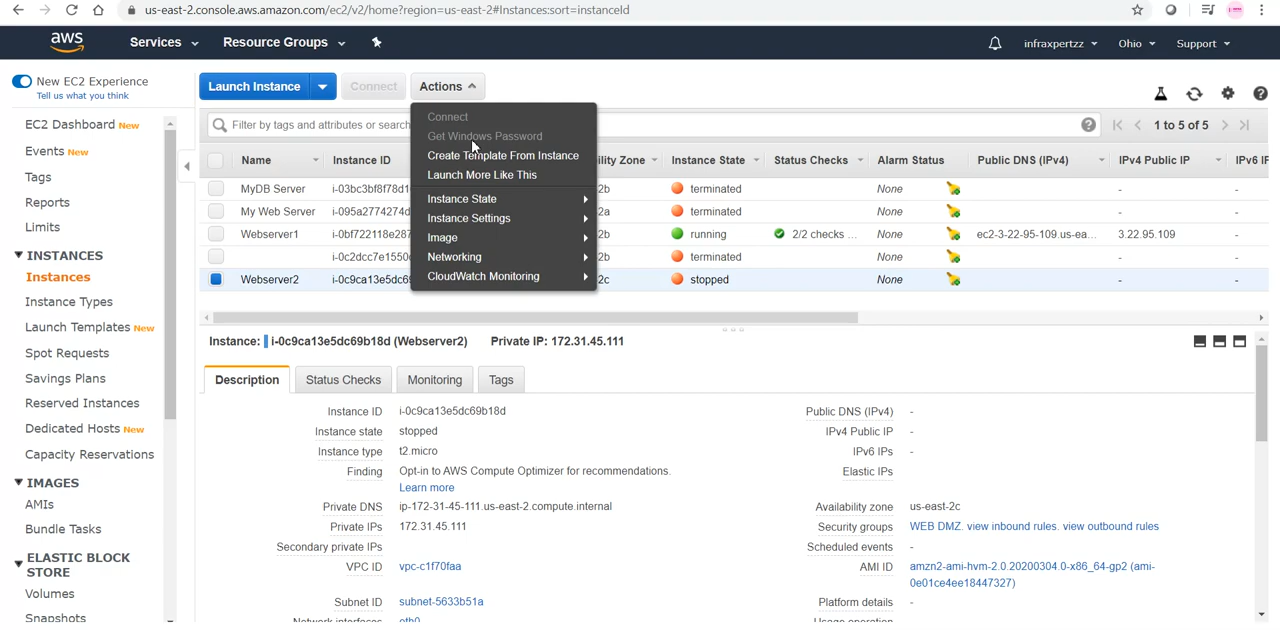 us-east-2.console.aws.amazon.com/ec2/v2/home?region=us-east-2#Instances:sort=instanceId
aws Services Resource Groups infraxpertzz Ohio Support
New EC2 Experience
Tell us what you think
EC2 Dashboard New
Events New
Tags
Reports
Limits
INSTANCES
Instances
Instance Types
Launch Templates New
Spot Requests
Savings Plans
Reserved Instances
Dedicated Hosts New
Capacity Reservations
IMAGES
AMIs
Bundle Tasks
ELASTIC BLOCK
STORE
Volumes
Snapshots
Launch Instance Connect Actions
Filter by tags and attributes or search 1 to 5 of 5
Connect
Get Windows Password
Create Template From Instance
Launch More Like This
Instance State
Instance Settings
Image
Networking
CloudWatch Monitoring
Name Instance ID ility Zone Instance State Status Checks Alarm Status Public DNS (IPv4) IPv4 Public IP IPv6 IF
MyDB Server i-03bc3bf8f78d1 2b terminated None -  -
My Web Server i-095a2774274d 2a terminated None - -
Webserver1 i-0bf722118e287 2b running 2/2 checks ... None ec2-3-22-95-109.us-ea... 3.22.95.109 -
i-0c2dcc7e1550 2b terminated None - -
Webserver2 i-0c9ca13e5dc69 2c stopped None - -
Instance: i-0c9ca13e5dc69b18d (Webserver2) Private IP: 172.31.45.111
Description Status Checks Monitoring Tags
Instance ID i-0c9ca13e5dc69b18d
Instance state stopped
Instance type t2.micro
Finding Opt-in to AWS Compute Optimizer for recommendations.
Learn more
Private DNS ip-172-31-45-111.us-east-2.compute.internal
Private IPs 172.31.45.111
Secondary private IPs
VPC ID vpc-c1f70faa
Subnet ID subnet-5633b51a
Network interfaces eth0
Public DNS (IPv4) -
IPv4 Public IP -
IPv6 IPs -
Elastic IPs
Availability zone us-east-2c
Security groups WEB DMZ. view inbound rules. view outbound rules
Scheduled events -
AMI ID amzn2-ami-hvm-2.0.20200304.0-x86_64-gp2 (ami-
0e01ce4ee18447327)
Platform details -
Usage operation